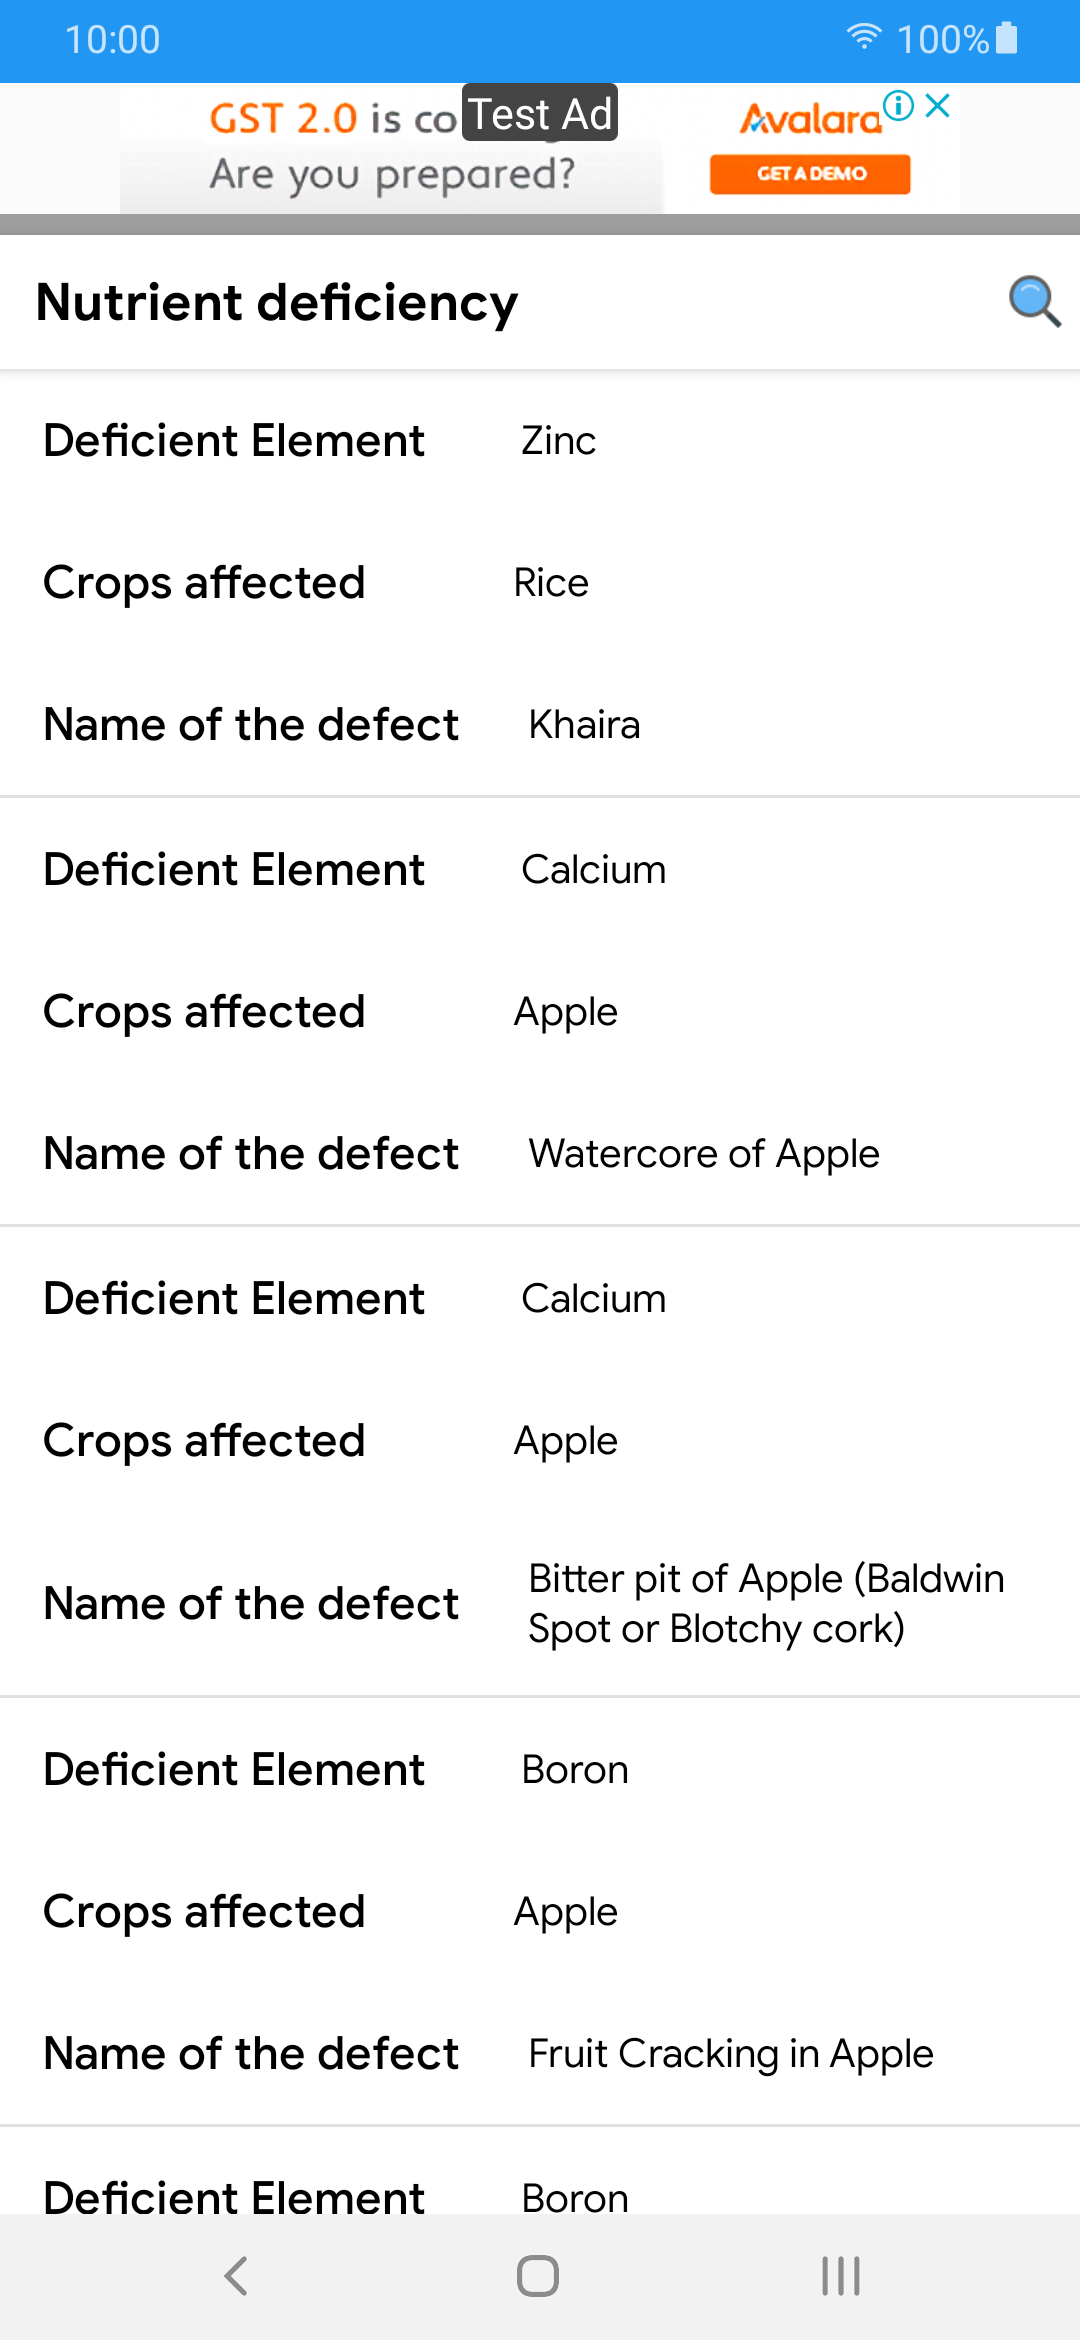 10:00
100%
GST 2.0 is co
Test Ad
Are you prepared?
Avalara
GET A DEMO
Nutrient deficiency
Deficient Element Zinc
Crops affected Rice
Name of the defect Khaira
Deficient Element Calcium
Crops affected Apple
Name of the defect Watercore of Apple
Deficient Element Calcium
Crops affected Apple
Name of the defect Bitter pit of Apple (Baldwin
Spot or Blotchy cork)
Deficient Element Boron
Crops affected Apple
Name of the defect Fruit Cracking in Apple
Deficient Element Boron